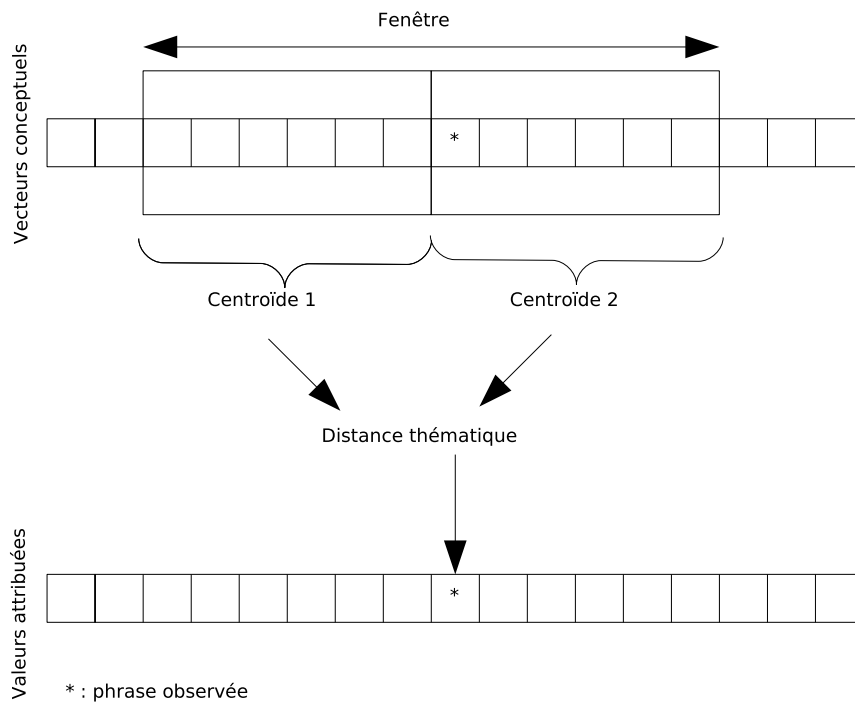 Fenêtre
Vecteurs conceptuels
*
Centroïde 1
Centroïde 2
Distance thématique
Valeurs attribuées
*
* : phrase observée